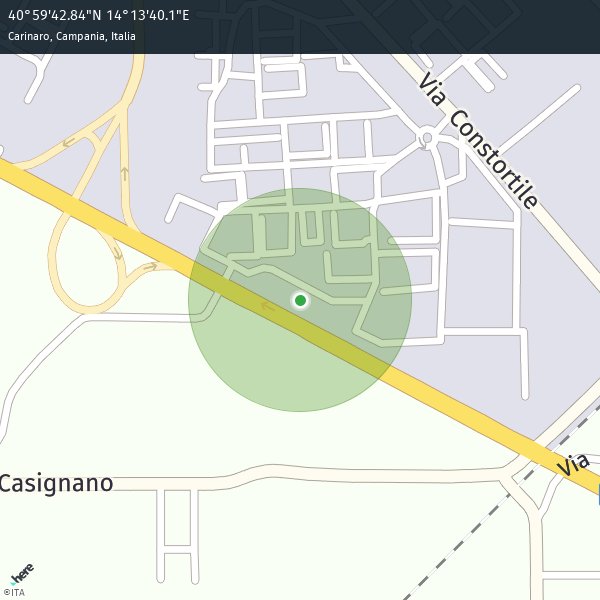 40°59'42.84"N 14°13'40.1"E
Carinaro, Campania, Italia
Via Constortile
Casignano
Via
here
©ITA